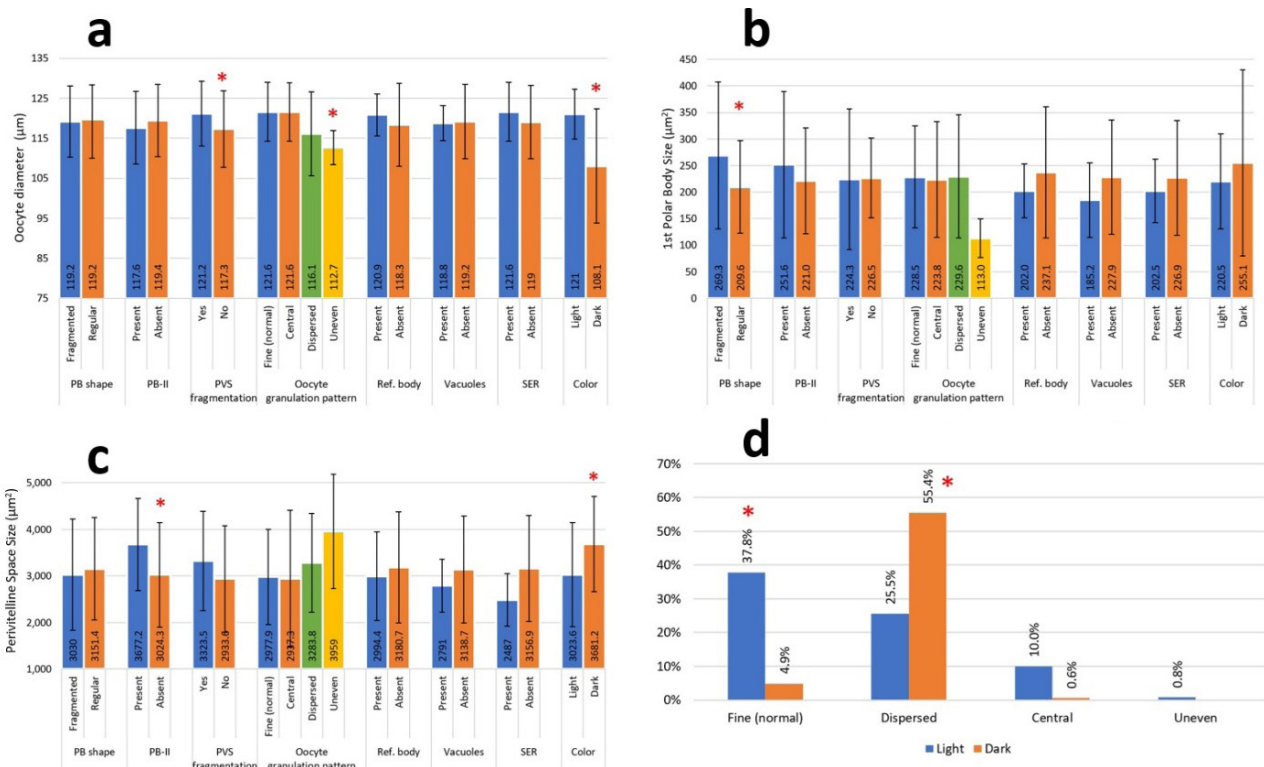 a
135
125
115
105
95
85
75
Oocyte diameter (µm)
*
*
*
119.2
119.2
117.6
119.4
121.2
117.3
121.6
121.6
116.1
112.7
120.9
118.3
118.8
119.2
121.6
119
121
108.1
Fragmented
Regular
Present
Absent
Yes
No
Fine (normal)
Central
Dispersed
Uneven
Present
Absent
Present
Absent
Present
Absent
Light
Dark
PB shape
PB-II
PVS
fragmentation
Oocyte
granulation pattern
Ref. body
Vacuoles
SER
Color
b
450
400
350
300
250
200
150
100
50
0
1st Polar Body Size (µm²)
*
269.3
209.6
251.6
221.0
224.3
226.5
228.5
223.8
229.6
113.0
202.0
237.1
185.2
227.9
202.5
226.9
220.5
255.1
Fragmented
Regular
Present
Absent
Yes
No
Fine (normal)
Central
Dispersed
Uneven
Present
Absent
Present
Absent
Present
Absent
Light
Dark
PB shape
PB-II
PVS
fragmentation
Oocyte
granulation pattern
Ref. body
Vacuoles
SER
Color
c
5,000
4,000
3,000
2,000
1,000
Perivitelline Space Size (µm²)
*
*
3030
3151.4
3677.2
3024.3
3323.5
2933.8
2977.9
2937.3
3283.8
3959
2994.4
3180.7
2791
3138.7
2487
3156.9
3023.6
3681.2
Fragmented
Regular
Present
Absent
Yes
No
Fine (normal)
Central
Dispersed
Uneven
Present
Absent
Present
Absent
Present
Absent
Light
Dark
PB shape
PB-II
PVS
fragmentation
Oocyte
granulation pattern
Ref. body
Vacuoles
SER
Color
d
70%
60%
50%
40%
30%
20%
10%
0%
*
*
37.8%
4.9%
25.5%
55.4%
10.0%
0.6%
0.8%
Fine (normal)
Dispersed
Central
Uneven
Light
Dark